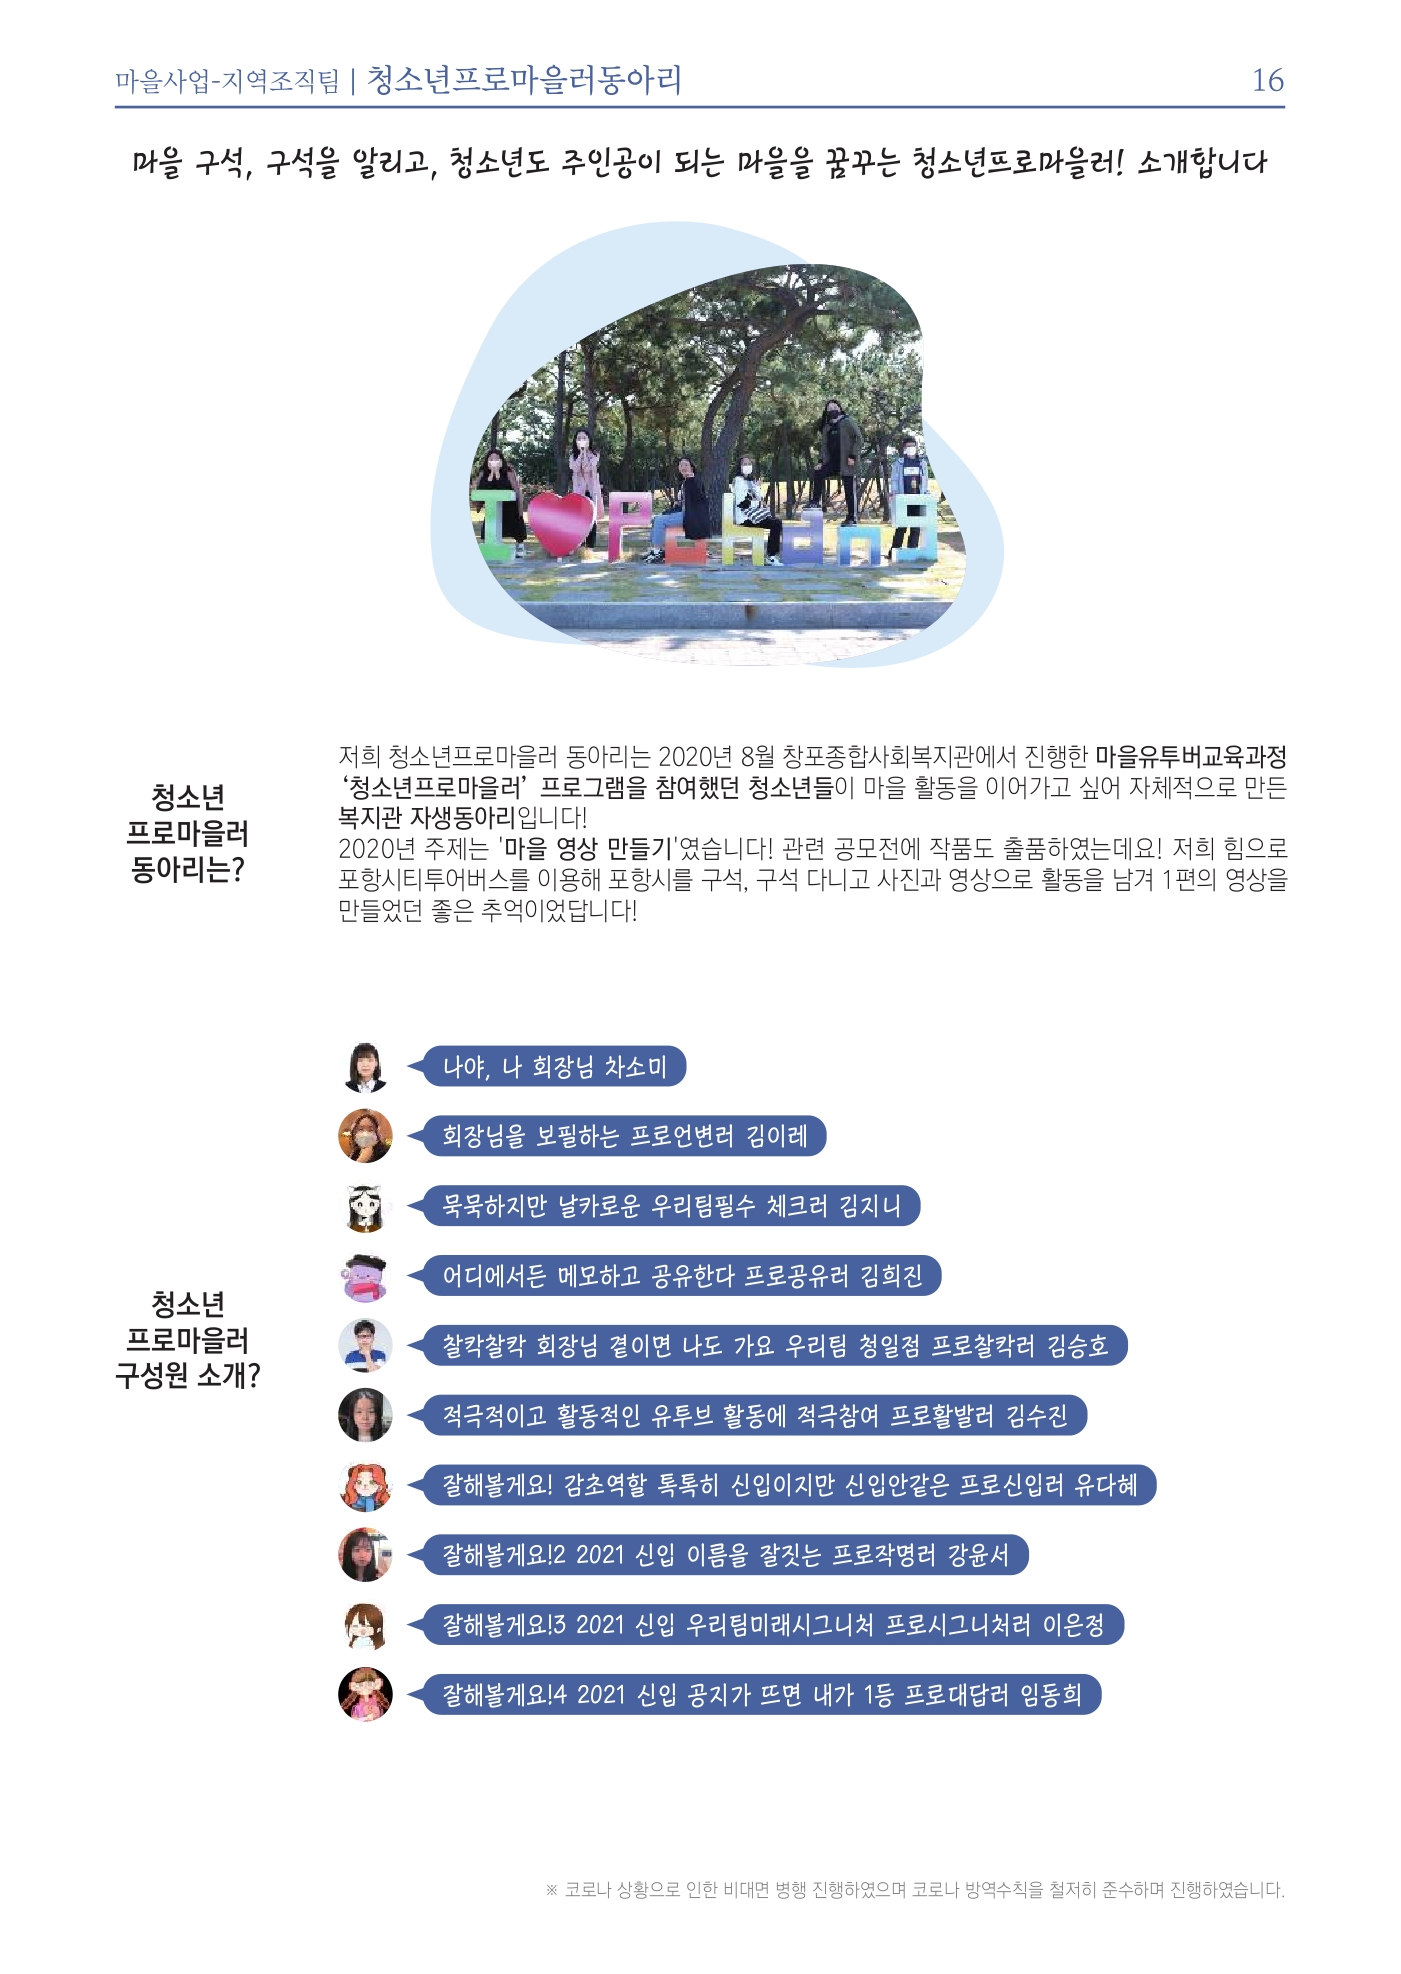 마을사업-지역조직팀 | 청소년프로마을러동아리
16
마을 구석, 구석을 알리고, 청소년도 주인공이 되는 마을을 꿈꾸는 청소년프로마을러! 소개합니다
I Pohang
청소년
프로마을러
동아리는?
저희 청소년프로마을러 동아리는 2020년 8월 창포종합사회복지관에서 진행한 마을유투버교육과정
‘청소년프로마을러’ 프로그램을 참여했던 청소년들이 마을 활동을 이어가고 싶어 자체적으로 만든
복지관 자생동아리입니다!
2020년 주제는 '마을 영상 만들기'였습니다! 관련 공모전에 작품도 출품하였는데요! 저희 힘으로
포항시티투어버스를 이용해 포항시를 구석, 구석 다니고 사진과 영상으로 활동을 남겨 1편의 영상을
만들었던 좋은 추억이었답니다!
청소년
프로마을러
구성원 소개?
나야, 나 회장님 차소미
회장님을 보필하는 프로언변러 김이레
묵묵하지만 날카로운 우리팀필수 체크러 김지니
어디에서든 메모하고 공유한다 프로공유러 김희진
찰칵찰칵 회장님 곁이면 나도 가요 우리팀 청일점 프로찰칵러 김승호
적극적이고 활동적인 유투브 활동에 적극참여 프로활발러 김수진
잘해볼게요! 감초역할 톡톡히 신입이지만 신입안같은 프로신입러 유다혜
잘해볼게요!2 2021 신입 이름을 잘짓는 프로작명러 강윤서
잘해볼게요!3 2021 신입 우리팀미래시그니처 프로시그니처러 이은정
잘해볼게요!4 2021 신입 공지가 뜨면 내가 1등 프로대답러 임동희
※ 코로나 상황으로 인한 비대면 병행 진행하였으며 코로나 방역수칙을 철저히 준수하며 진행하였습니다.